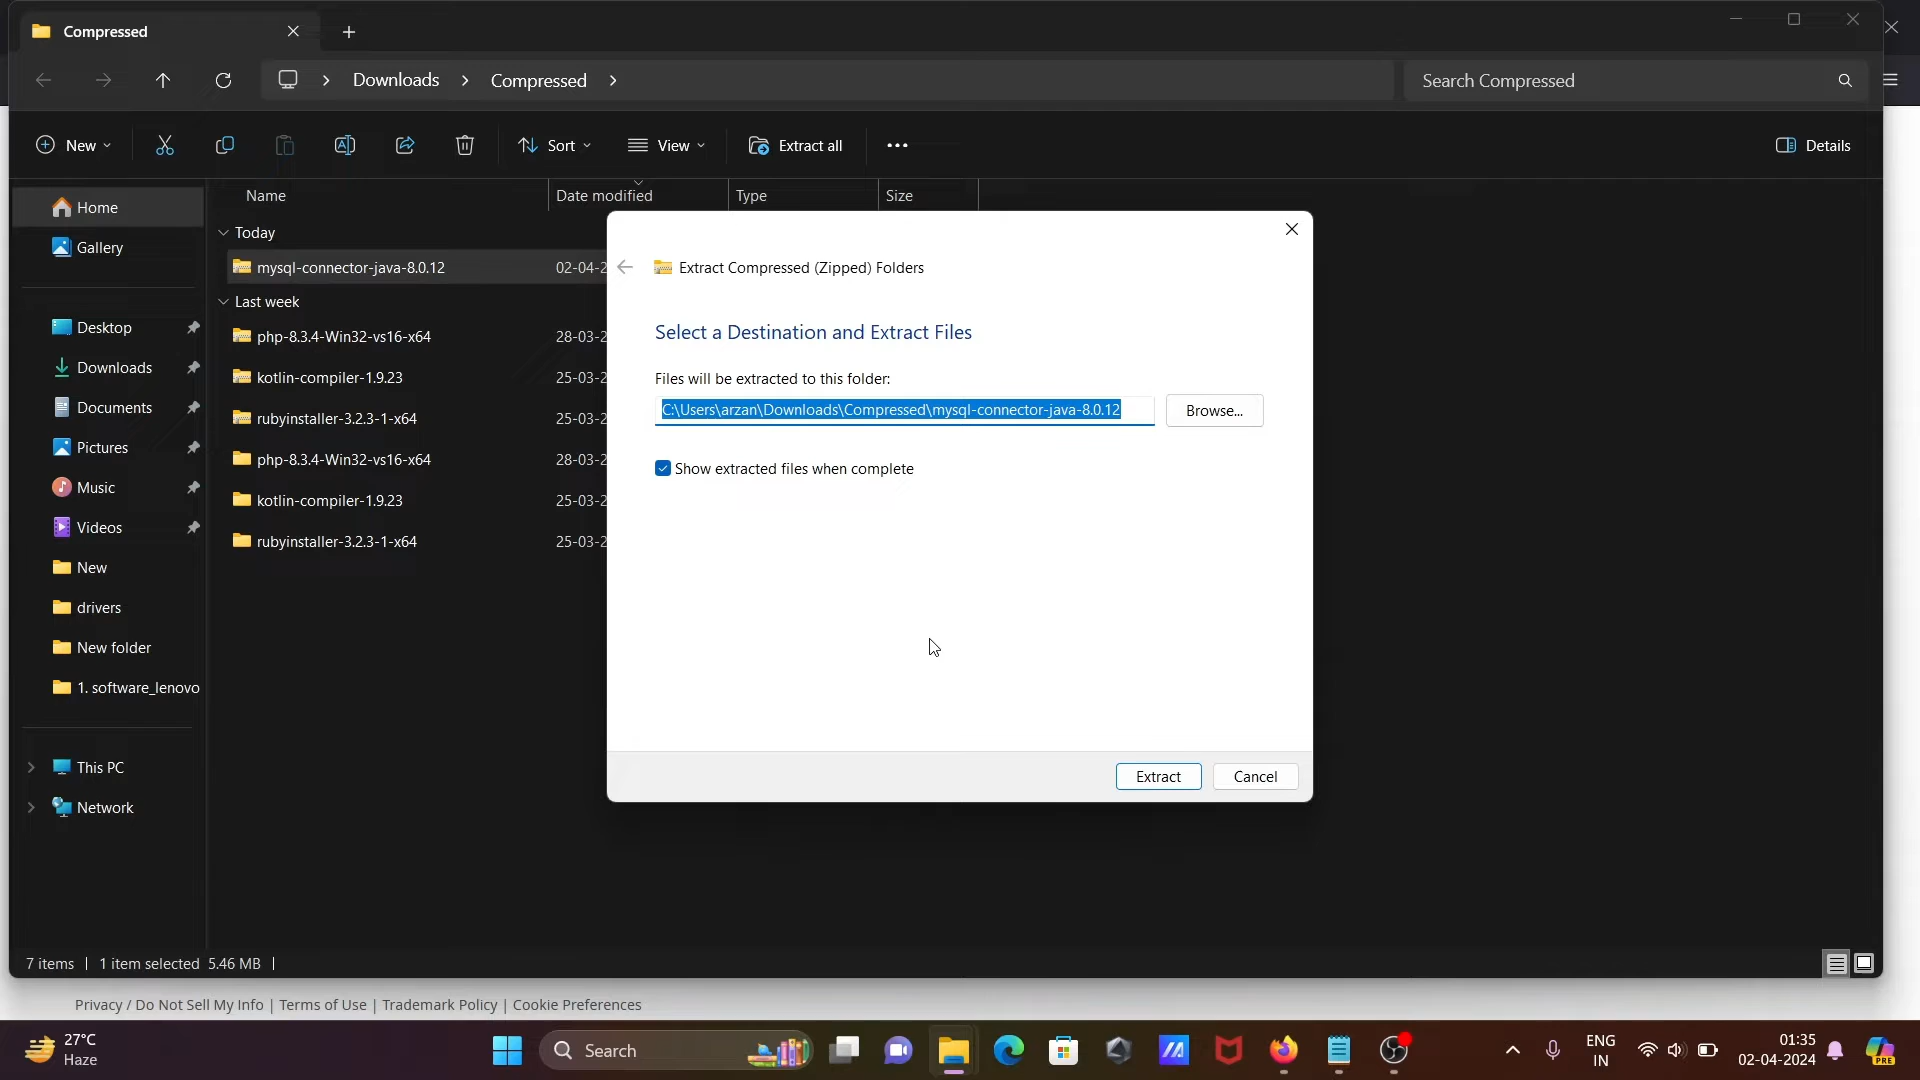 Compressed
Downloads
Compressed
Search Compressed
New
Sort
View
Extract all
Details
Home
Gallery
Desktop
Downloads
Documents
Pictures
Music
Videos
New
drivers
New folder
1. software_lenovo
This PC
Network
Name
Date modified
Type
Size
Today
mysql-connector-java-8.0.12
02-04-2
Last week
php-8.3.4-Win32-vs16-x64
28-03-2
kotlin-compiler-1.9.23
25-03-2
rubyinstaller-3.2.3-1-x64
25-03-2
php-8.3.4-Win32-vs16-x64
28-03-2
kotlin-compiler-1.9.23
25-03-2
rubyinstaller-3.2.3-1-x64
25-03-2
Extract Compressed (Zipped) Folders
Select a Destination and Extract Files
Files will be extracted to this folder:
C:\Users\arzan\Downloads\Compressed\mysql-connector-java-8.0.12
Browse...
Show extracted files when complete
Extract
Cancel
7 items
1 item selected 5.46 MB
Privacy / Do Not Sell My Info | Terms of Use | Trademark Policy | Cookie Preferences
27°C
Haze
Search
ENG
IN
01:35
02-04-2024
PRE